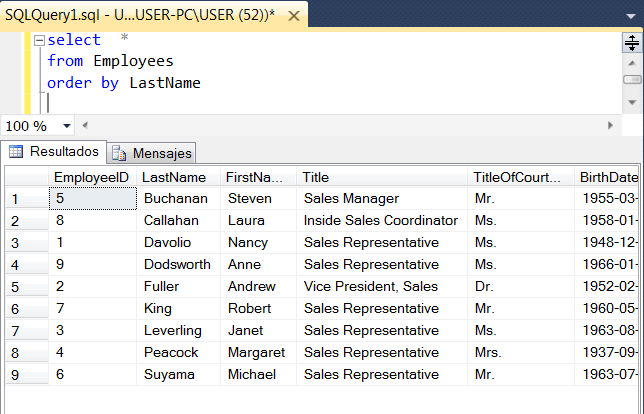 SQLQuery1.sql - U...USER-PC\USER (52))*
select *
from Employees
order by LastName
100 %
Resultados Mensajes
EmployeeID LastName FirstNa... Title TitleOfCourt... BirthDate
1 5 Buchanan Steven Sales Manager Mr. 1955-03-
2 8 Callahan Laura Inside Sales Coordinator Ms. 1958-01-
3 1 Davolio Nancy Sales Representative Ms. 1948-12-
4 9 Dodsworth Anne Sales Representative Ms. 1966-01-
5 2 Fuller Andrew Vice President, Sales Dr. 1952-02-
6 7 King Robert Sales Representative Mr. 1960-05-
7 3 Leverling Janet Sales Representative Ms. 1963-08-
8 4 Peacock Margaret Sales Representative Mrs. 1937-09-
9 6 Suyama Michael Sales Representative Mr. 1963-07-